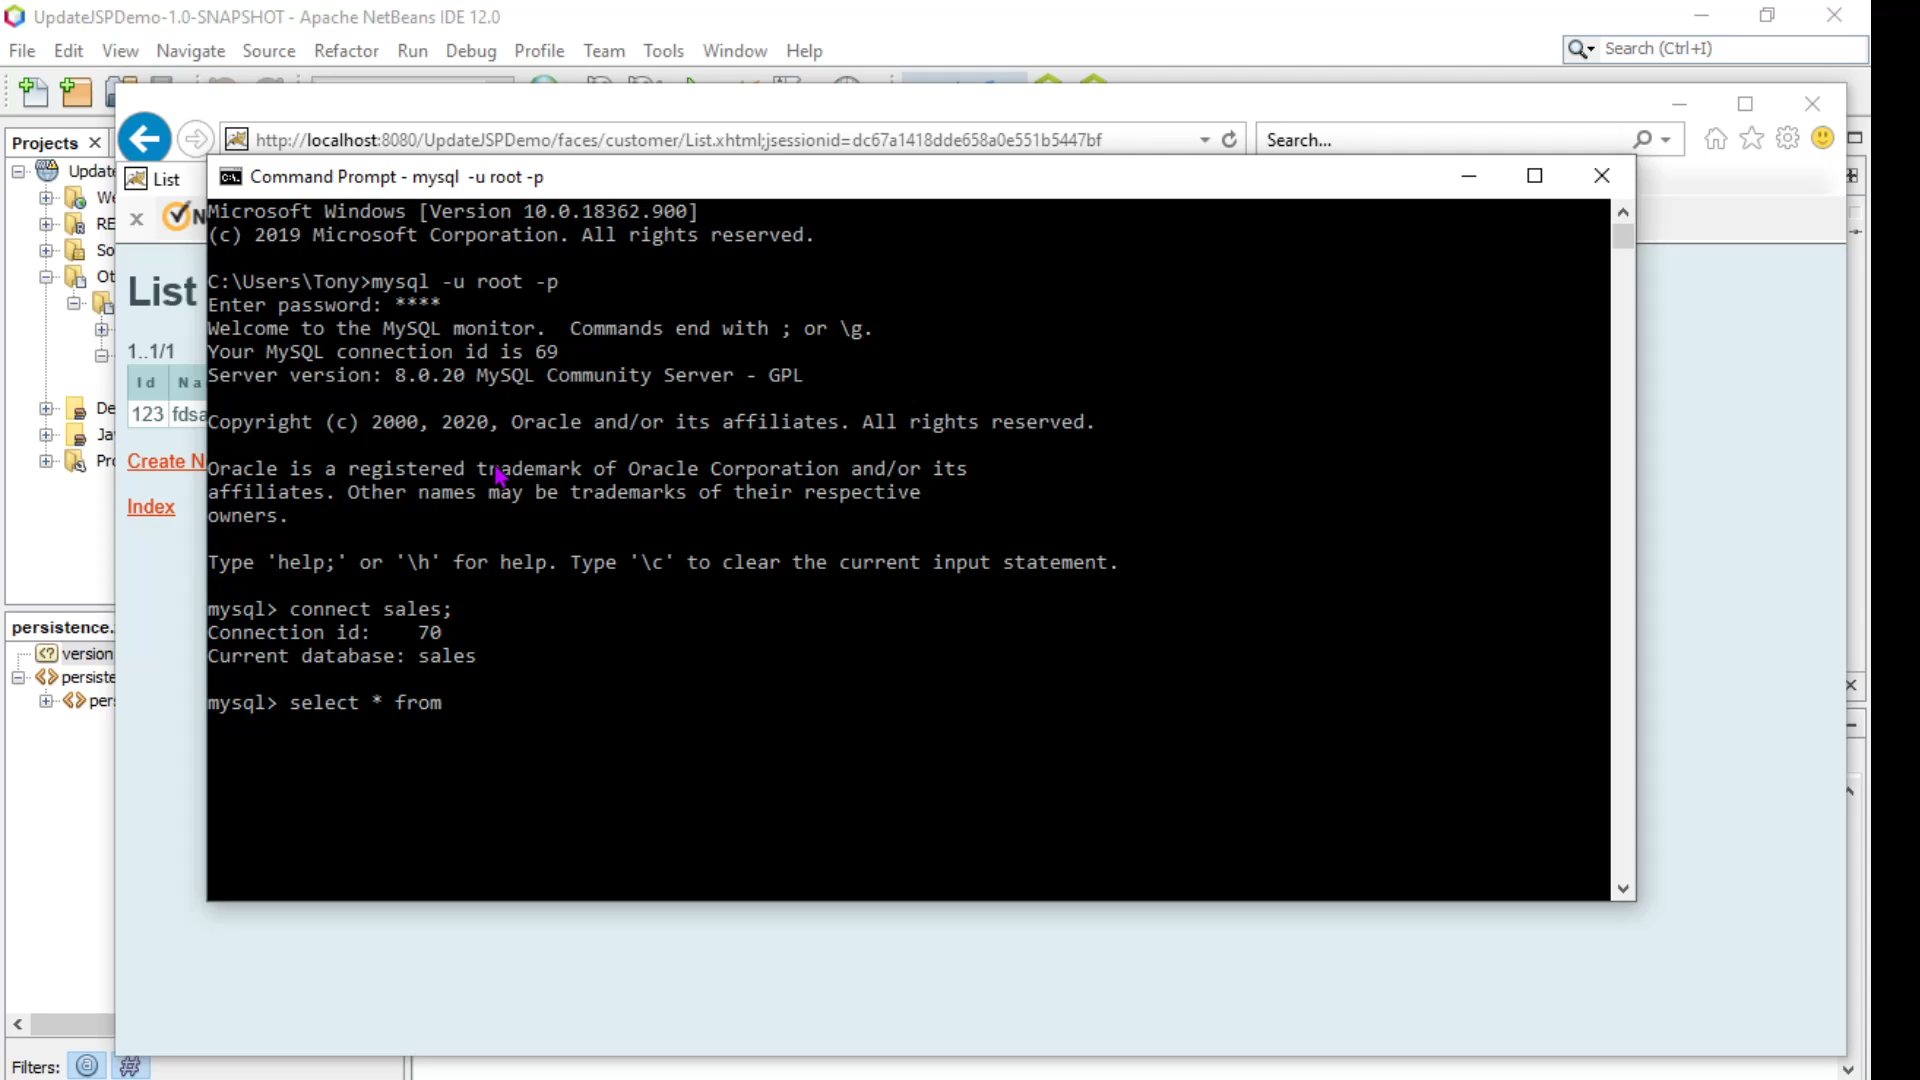 UpdateJSPDemo-1.0-SNAPSHOT - Apache NetBeans IDE 12.0
File Edit View Navigate Source Refactor Run Debug Profile Team Tools Window Help
Search (Ctrl+I)
Projects
http://localhost:8080/UpdateJSPDemo/faces/customer/List.xhtml;jsessionid=dc67a1418dde658a0e551b5447bf
Search...
List
Command Prompt - mysql -u root -p
Microsoft Windows [Version 10.0.18362.900]
(c) 2019 Microsoft Corporation. All rights reserved.
C:\Users\Tony>mysql -u root -p
Enter password: ****
Welcome to the MySQL monitor.  Commands end with ; or \g.
Your MySQL connection id is 69
Server version: 8.0.20 MySQL Community Server - GPL
Copyright (c) 2000, 2020, Oracle and/or its affiliates. All rights reserved.
Oracle is a registered trademark of Oracle Corporation and/or its
affiliates. Other names may be trademarks of their respective
owners.
Type 'help;' or '\h' for help. Type '\c' to clear the current input statement.
mysql> connect sales;
Connection id:    70
Current database: sales
mysql> select * from
List
1..1/1
Id Na
123 fdsa
Create N
Index
Update
We
RE
So
Ot
De
Ja
Pr
persistence.
version
persiste
per
Filters: